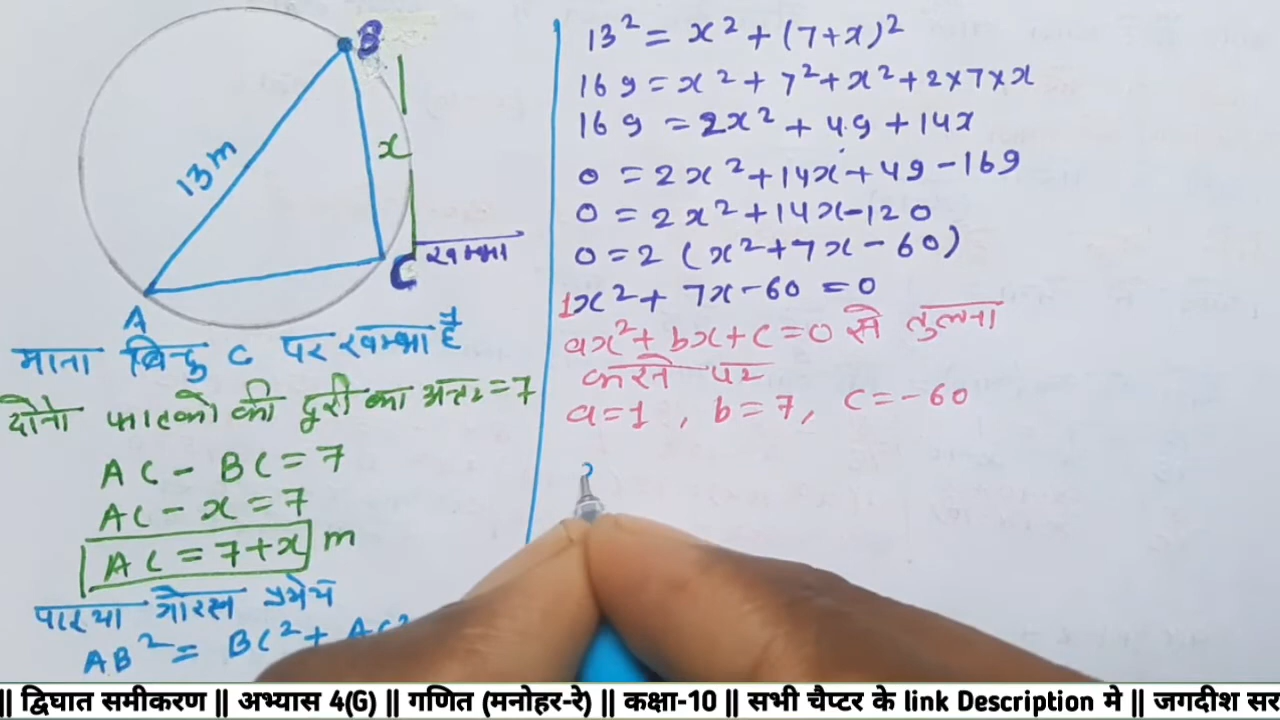 B
13m
x
C
खम्भा
A
माना बिन्दु C पर खम्भा है
दोनो फाटको की दूरी का अन्तर = 7
AC - BC = 7
AC - x = 7
AC = 7+x m
पाइथागोरस प्रमेय
AB² = BC² + AC²
13² = x² + (7+x)²
169 = x² + 7² + x² + 2×7×x
169 = 2x² + 49 + 14x
0 = 2x² + 14x + 49 - 169
0 = 2x² + 14x - 120
0 = 2 (x² + 7x - 60)
1x² + 7x - 60 = 0
ax² + bx + c = 0 से तुलना
करने पर
a = 1 , b = 7 , c = -60
|| द्विघात समीकरण || अभ्यास 4(G) || गणित (मनोहर-रे) || कक्षा-10 || सभी चैप्टर के link Description मे || जगदीश सर